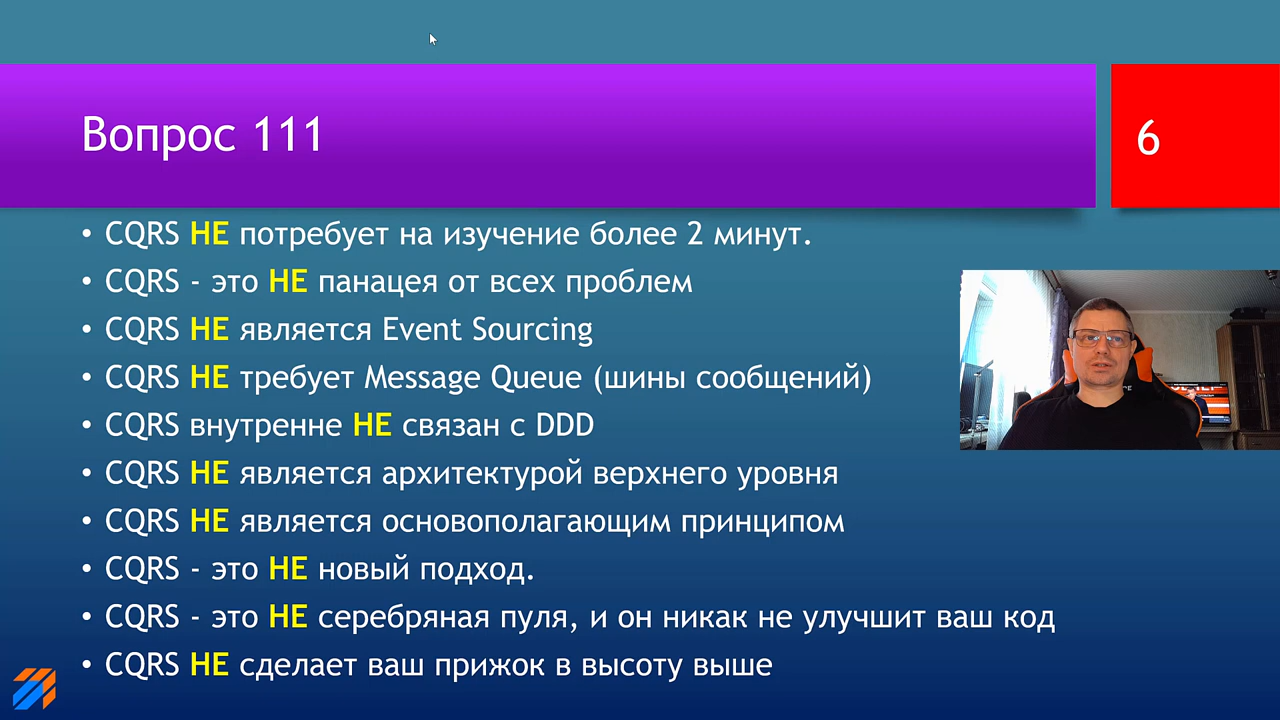 Вопрос 111
6
• CQRS НЕ потребует на изучение более 2 минут.
• CQRS - это НЕ панацея от всех проблем
• CQRS НЕ является Event Sourcing
• CQRS НЕ требует Message Queue (шины сообщений)
• CQRS внутренне НЕ связан с DDD
• CQRS НЕ является архитектурой верхнего уровня
• CQRS НЕ является основополагающим принципом
• CQRS - это НЕ новый подход.
• CQRS - это НЕ серебряная пуля, и он никак не улучшит ваш код
• CQRS НЕ сделает ваш прижок в высоту выше